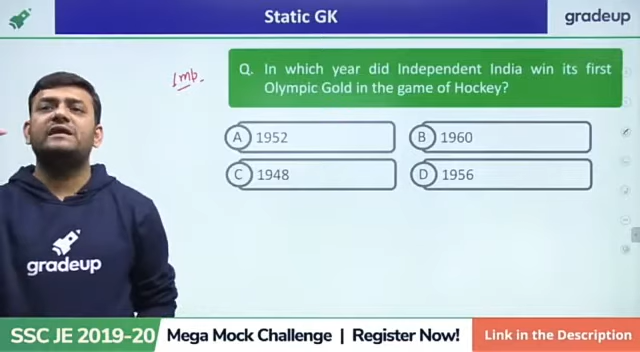 Static GK
gradeup
Imp.
Q. In which year did Independent India win its first
Olympic Gold in the game of Hockey?
A 1952
B 1960
C 1948
D 1956
gradeup
SSC JE 2019-20 Mega Mock Challenge | Register Now! Link in the Description